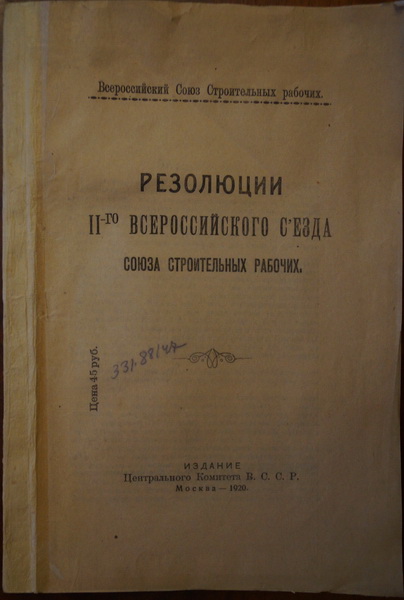 Всероссийский Союз Строительных рабочих.
РЕЗОЛЮЦИИ
II-го ВСЕРОССИЙСКОГО С'ЕЗДА
СОЮЗА СТРОИТЕЛЬНЫХ РАБОЧИХ.
Цена 45 руб.
ИЗДАНИЕ
Центрального Комитета В. С. С. Р.
Москва — 1920.